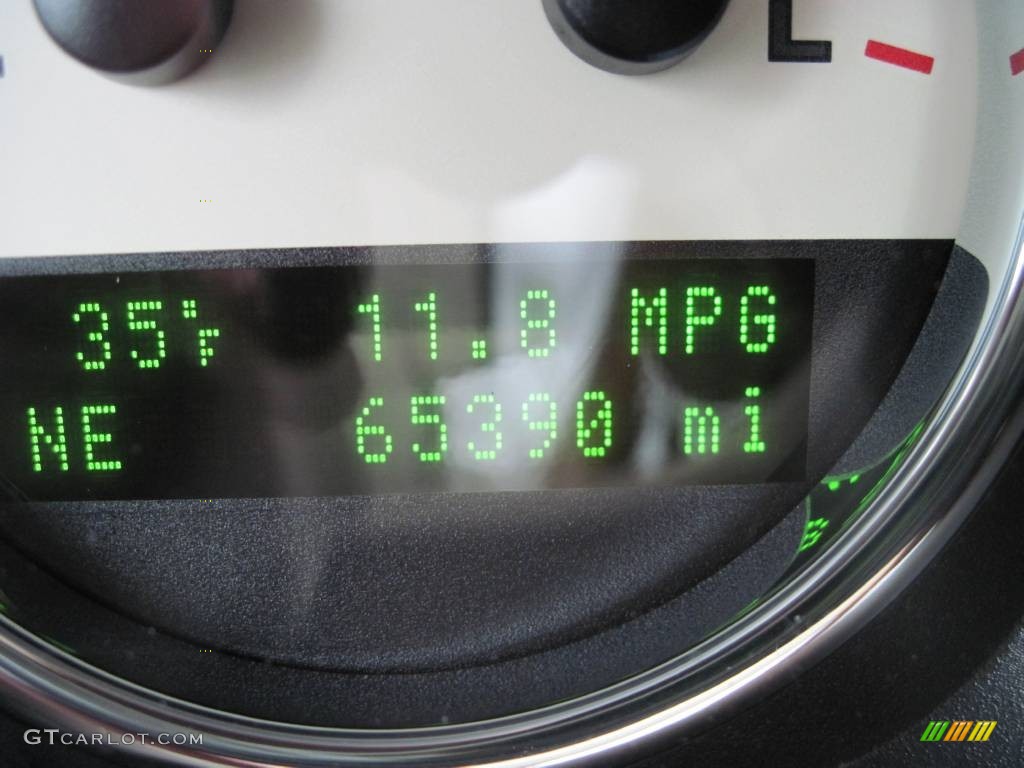 L
35°F 11.8 MPG
NE 65390 mi
GTCARLOT.COM